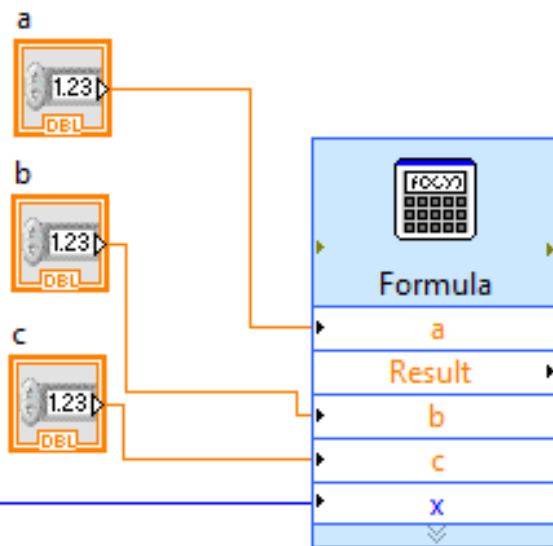 a
1.23
DBL
b
1.23
DBL
c
1.23
DBL
f(x,y)
Formula
a
Result
b
c
x